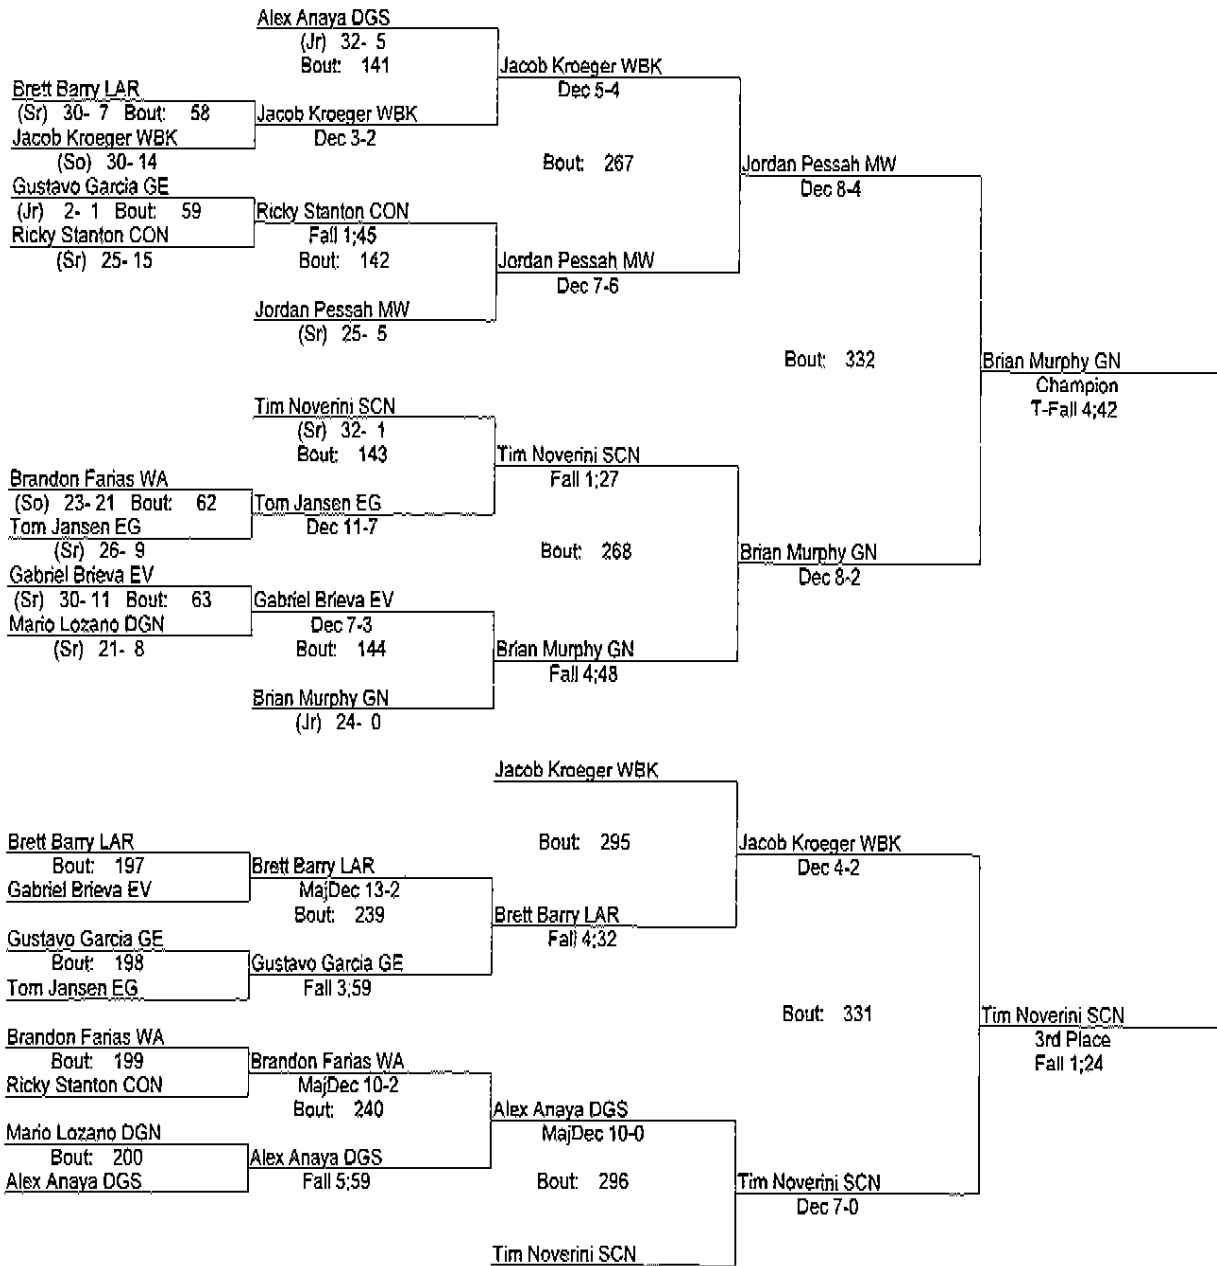 Alex Anaya DGS
(Jr) 32- 5
Bout: 141
Jacob Kroeger WBK
Dec 5-4
Brett Barry LAR
(Sr) 30- 7 Bout: 58
Jacob Kroeger WBK
Dec 3-2
Jacob Kroeger WBK
(So) 30- 14
Bout: 267
Jordan Pessah MW
Dec 8-4
Gustavo Garcia GE
(Jr) 2- 1 Bout: 59
Ricky Stanton CON
Fall 1;45
Ricky Stanton CON
(Sr) 25- 15
Bout: 142
Jordan Pessah MW
Dec 7-6
Jordan Pessah MW
(Sr) 25- 5
Bout: 332
Brian Murphy GN
Champion
T-Fall 4;42
Tim Noverini SCN
(Sr) 32- 1
Bout: 143
Tim Noverini SCN
Fall 1;27
Brandon Farias WA
(So) 23- 21 Bout: 62
Tom Jansen EG
Dec 11-7
Tom Jansen EG
(Sr) 26- 9
Bout: 268
Brian Murphy GN
Dec 8-2
Gabriel Brieva EV
(Sr) 30- 11 Bout: 63
Gabriel Brieva EV
Dec 7-3
Mario Lozano DGN
(Sr) 21- 8
Bout: 144
Brian Murphy GN
Fall 4;48
Brian Murphy GN
(Jr) 24- 0
Jacob Kroeger WBK
Bout: 295
Jacob Kroeger WBK
Dec 4-2
Brett Barry LAR
Bout: 197
Brett Barry LAR
MajDec 13-2
Gabriel Brieva EV
Bout: 239
Brett Barry LAR
Fall 4;32
Gustavo Garcia GE
Bout: 198
Gustavo Garcia GE
Fall 3;59
Tom Jansen EG
Bout: 331
Tim Noverini SCN
3rd Place
Fall 1;24
Brandon Farias WA
Bout: 199
Brandon Farias WA
MajDec 10-2
Ricky Stanton CON
Bout: 240
Alex Anaya DGS
MajDec 10-0
Mario Lozano DGN
Bout: 200
Alex Anaya DGS
Fall 5;59
Alex Anaya DGS
Bout: 296
Tim Noverini SCN
Dec 7-0
Tim Noverini SCN